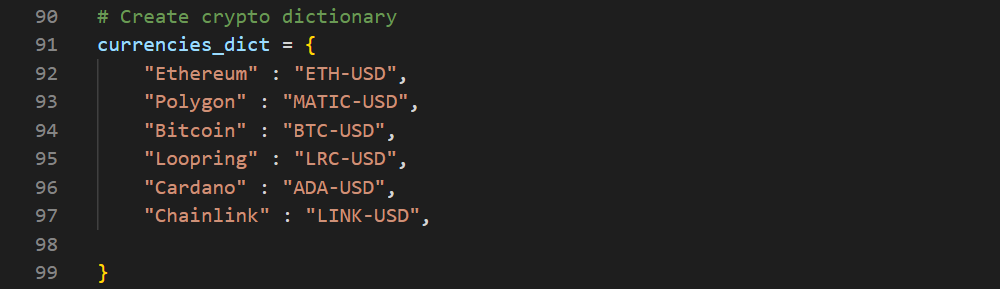 90 # Create crypto dictionary
91 currencies_dict = {
92 "Ethereum" : "ETH-USD",
93 "Polygon" : "MATIC-USD",
94 "Bitcoin" : "BTC-USD",
95 "Loopring" : "LRC-USD",
96 "Cardano" : "ADA-USD",
97 "Chainlink" : "LINK-USD",
98
99 }